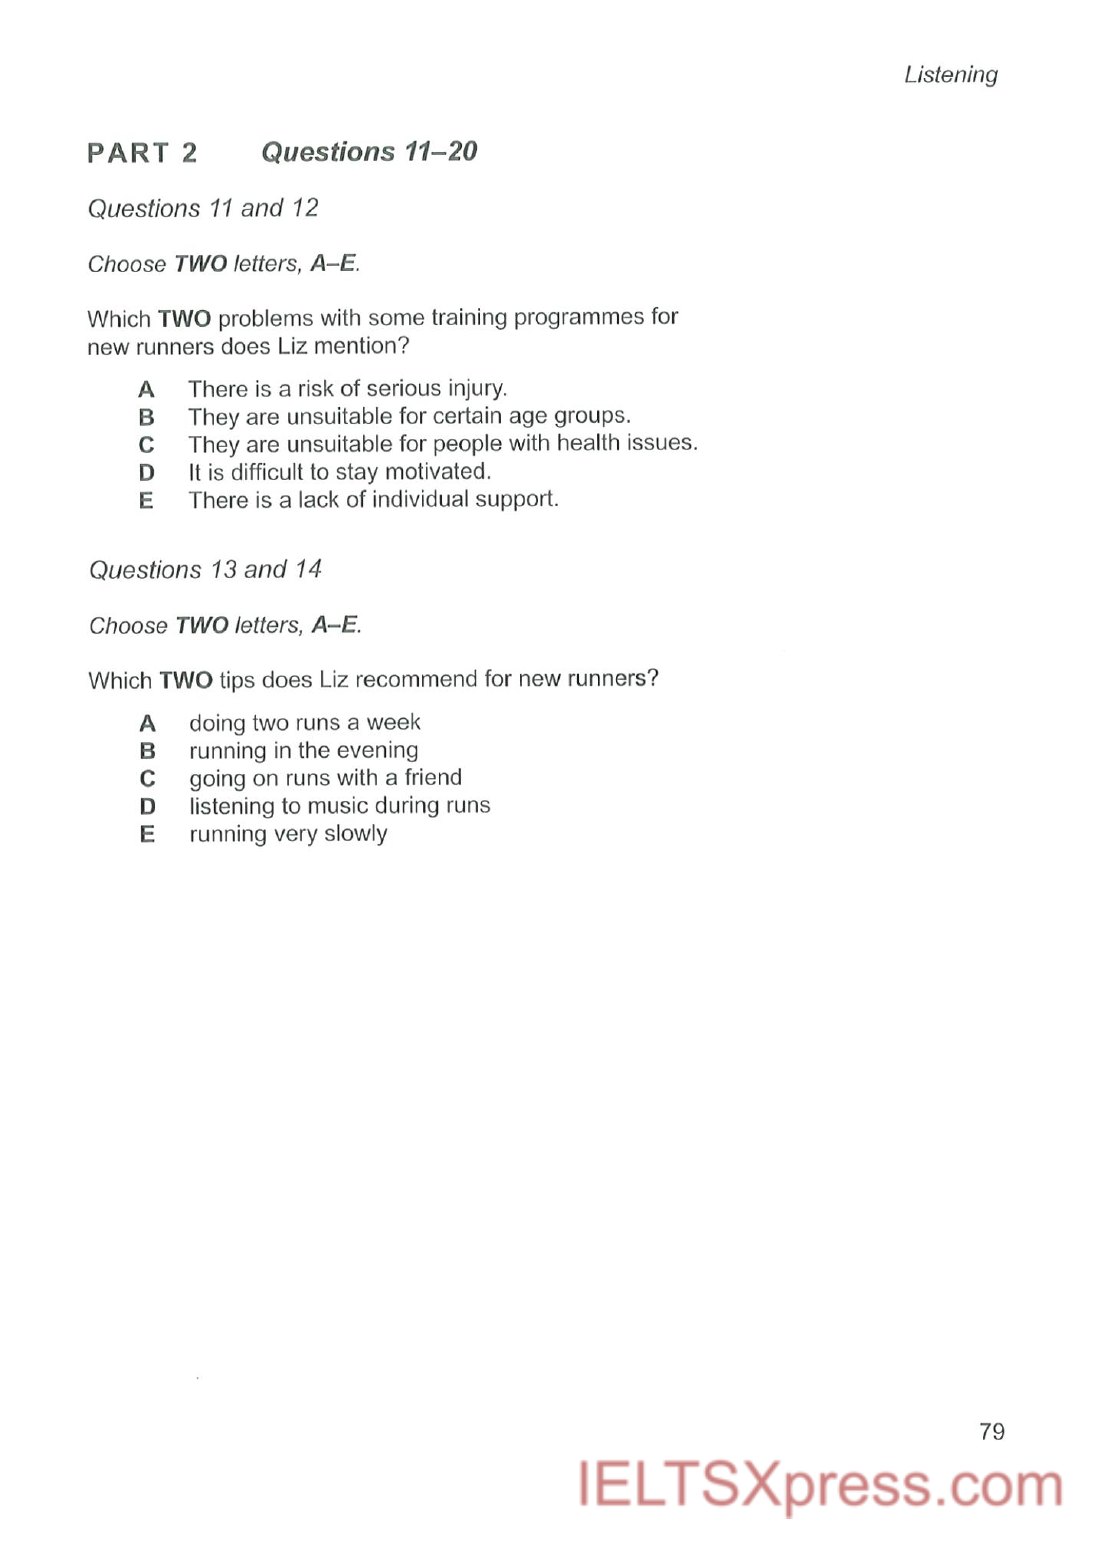 Listening
PART 2 Questions 11–20
Questions 11 and 12
Choose TWO letters, A–E.
Which TWO problems with some training programmes for
new runners does Liz mention?
A There is a risk of serious injury.
B They are unsuitable for certain age groups.
C They are unsuitable for people with health issues.
D It is difficult to stay motivated.
E There is a lack of individual support.
Questions 13 and 14
Choose TWO letters, A–E.
Which TWO tips does Liz recommend for new runners?
A doing two runs a week
B running in the evening
C going on runs with a friend
D listening to music during runs
E running very slowly
79
IELTSXpress.com